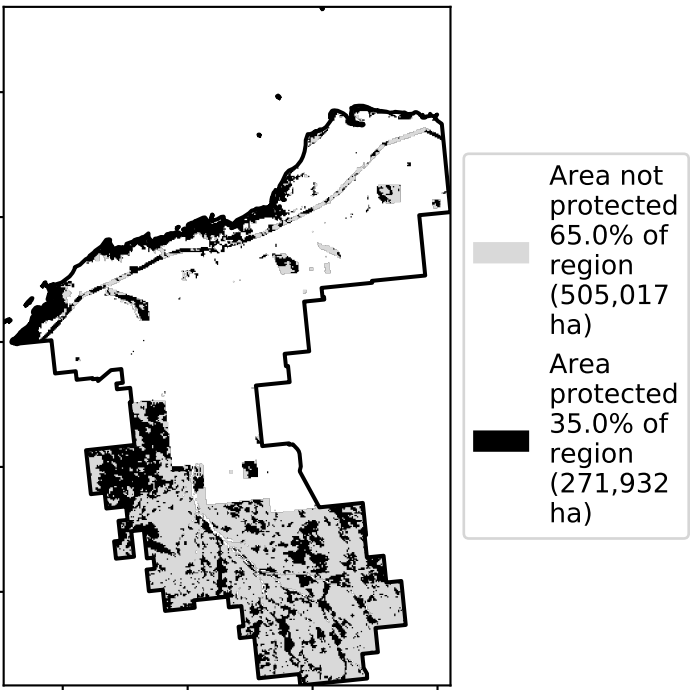 Area not
protected
65.0% of
region
(505,017
ha)
Area
protected
35.0% of
region
(271,932
ha)